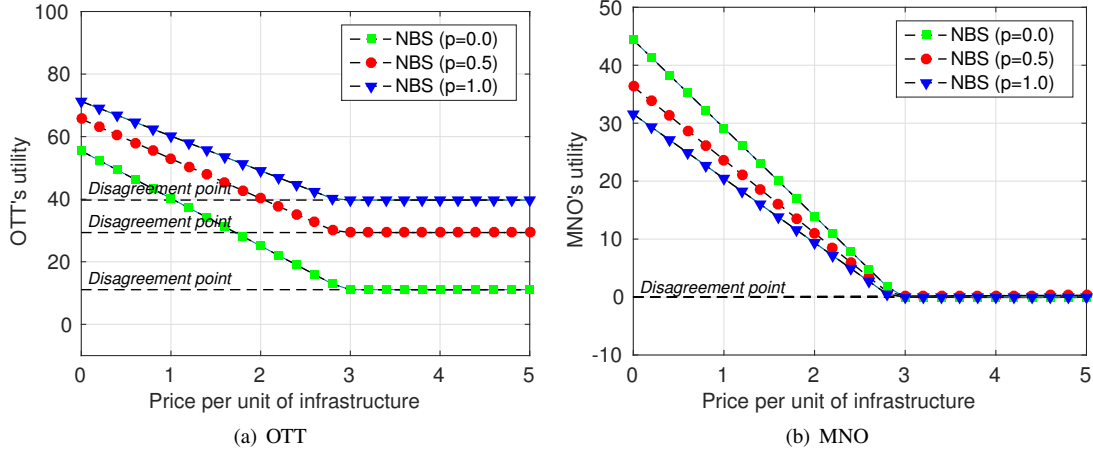 100
80
60
40
20
0
OTT's utility
NBS (p=0.0)
NBS (p=0.5)
NBS (p=1.0)
Disagreement point
Disagreement point
Disagreement point
0 1 2 3 4 5
Price per unit of infrastructure
(a) OTT
50
40
30
20
10
0
-10
MNO's utility
NBS (p=0.0)
NBS (p=0.5)
NBS (p=1.0)
Disagreement point
0 1 2 3 4 5
Price per unit of infrastructure
(b) MNO